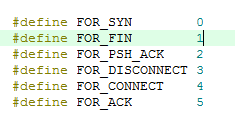 #define FOR_SYN 0
#define FOR_FIN 1
#define FOR_PSH_ACK 2
#define FOR_DISCONNECT 3
#define FOR_CONNECT 4
#define FOR_ACK 5